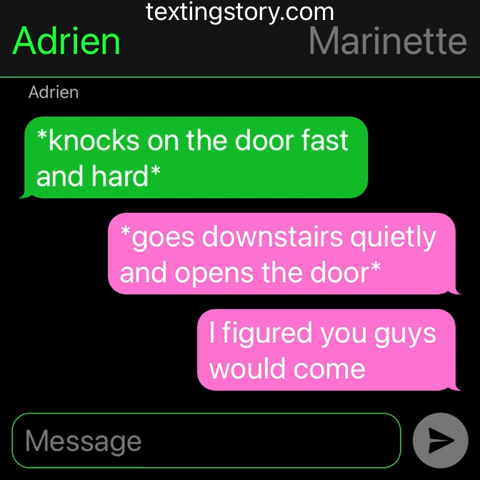 textingstory.com
Adrien Marinette
Adrien
*knocks on the door fast
and hard*
*goes downstairs quietly
and opens the door*
I figured you guys
would come
Message